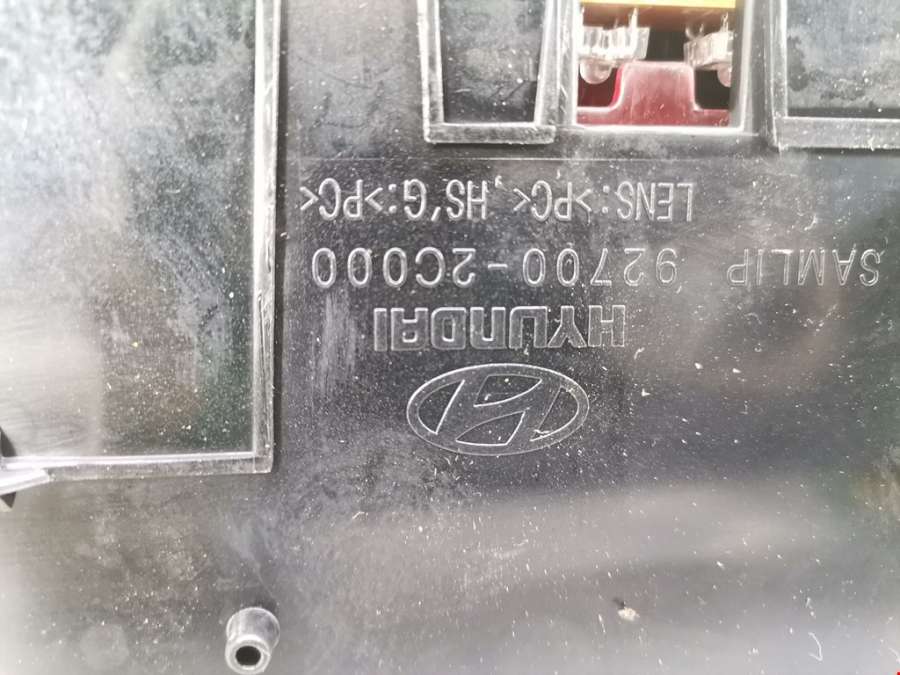 HYUNDAI
SAMLIP 92700-2C000
LENS:>PC<, HS'G:>PC<